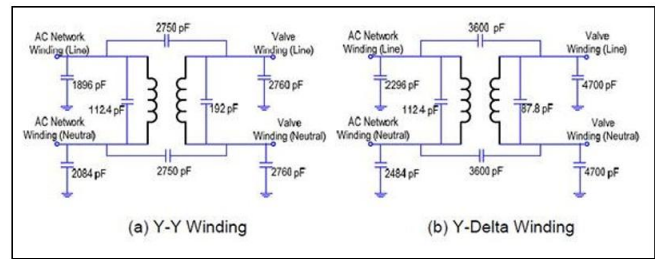 2750 pF
AC Network
Winding (Line)
Valve
Winding (Line)
1896 pF
112.4 pF
192 pF
2760 pF
AC Network
Winding (Neutral)
Valve
Winding (Neutral)
2084 pF
2750 pF
2760 pF
(a) Y-Y Winding
3600 pF
AC Network
Winding (Line)
Valve
Winding (Line)
2296 pF
112.4 pF
87.8 pF
4700 pF
AC Network
Winding (Neutral)
Valve
Winding (Neutral)
2484 pF
3600 pF
4700 pF
(b) Y-Delta Winding